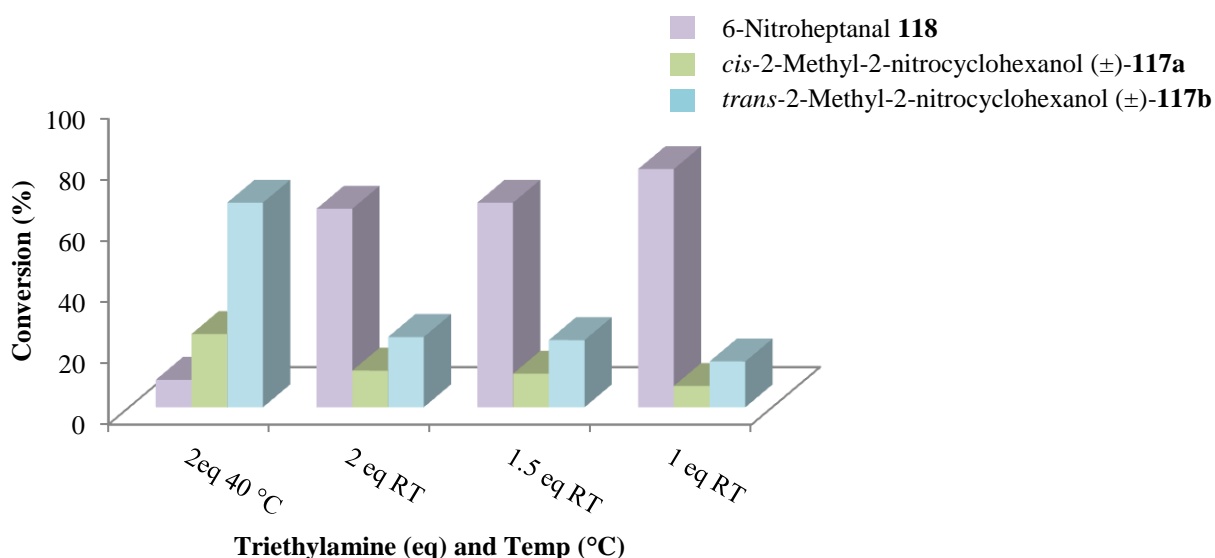 6-Nitroheptanal 118
cis-2-Methyl-2-nitrocyclohexanol (±)-117a
trans-2-Methyl-2-nitrocyclohexanol (±)-117b
100
80
60
40
20
0
Conversion (%)
2eq 40 °C
2 eq RT
1.5 eq RT
1 eq RT
Triethylamine (eq) and Temp (°C)